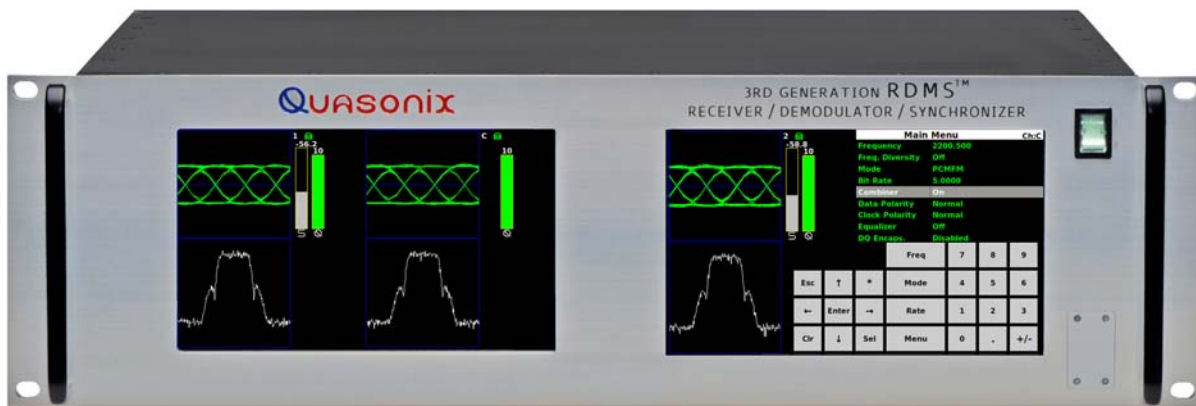 QUASONIX
3RD GENERATION RDMS™
RECEIVER / DEMODULATOR / SYNCHRONIZER
1
-56.2
10
S
Q
C
10
Q
2
-58.8
10
S
Q
Main Menu Ch:C
Frequency 2200.500
Freq. Diversity Off
Mode PCMFM
Bit Rate 5.0000
Combiner On
Data Polarity Normal
Clock Polarity Normal
Equalizer Off
DQ Encaps. Disabled
Freq 7 8 9
Esc ↑ * Mode 4 5 6
← Enter → Rate 1 2 3
Clr ↓ Sel Menu 0 . +/-